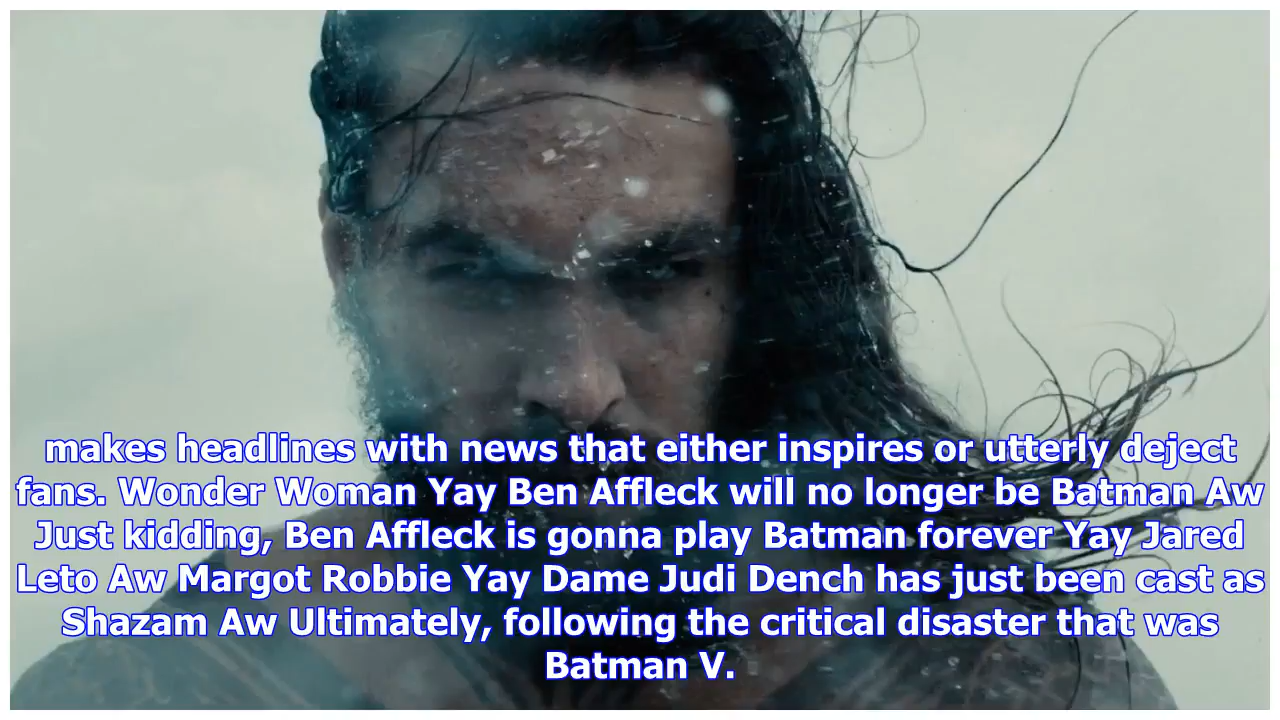 makes headlines with news that either inspires or utterly deject
fans. Wonder Woman Yay Ben Affleck will no longer be Batman Aw
Just kidding, Ben Affleck is gonna play Batman forever Yay Jared
Leto Aw Margot Robbie Yay Dame Judi Dench has just been cast as
Shazam Aw Ultimately, following the critical disaster that was
Batman V.